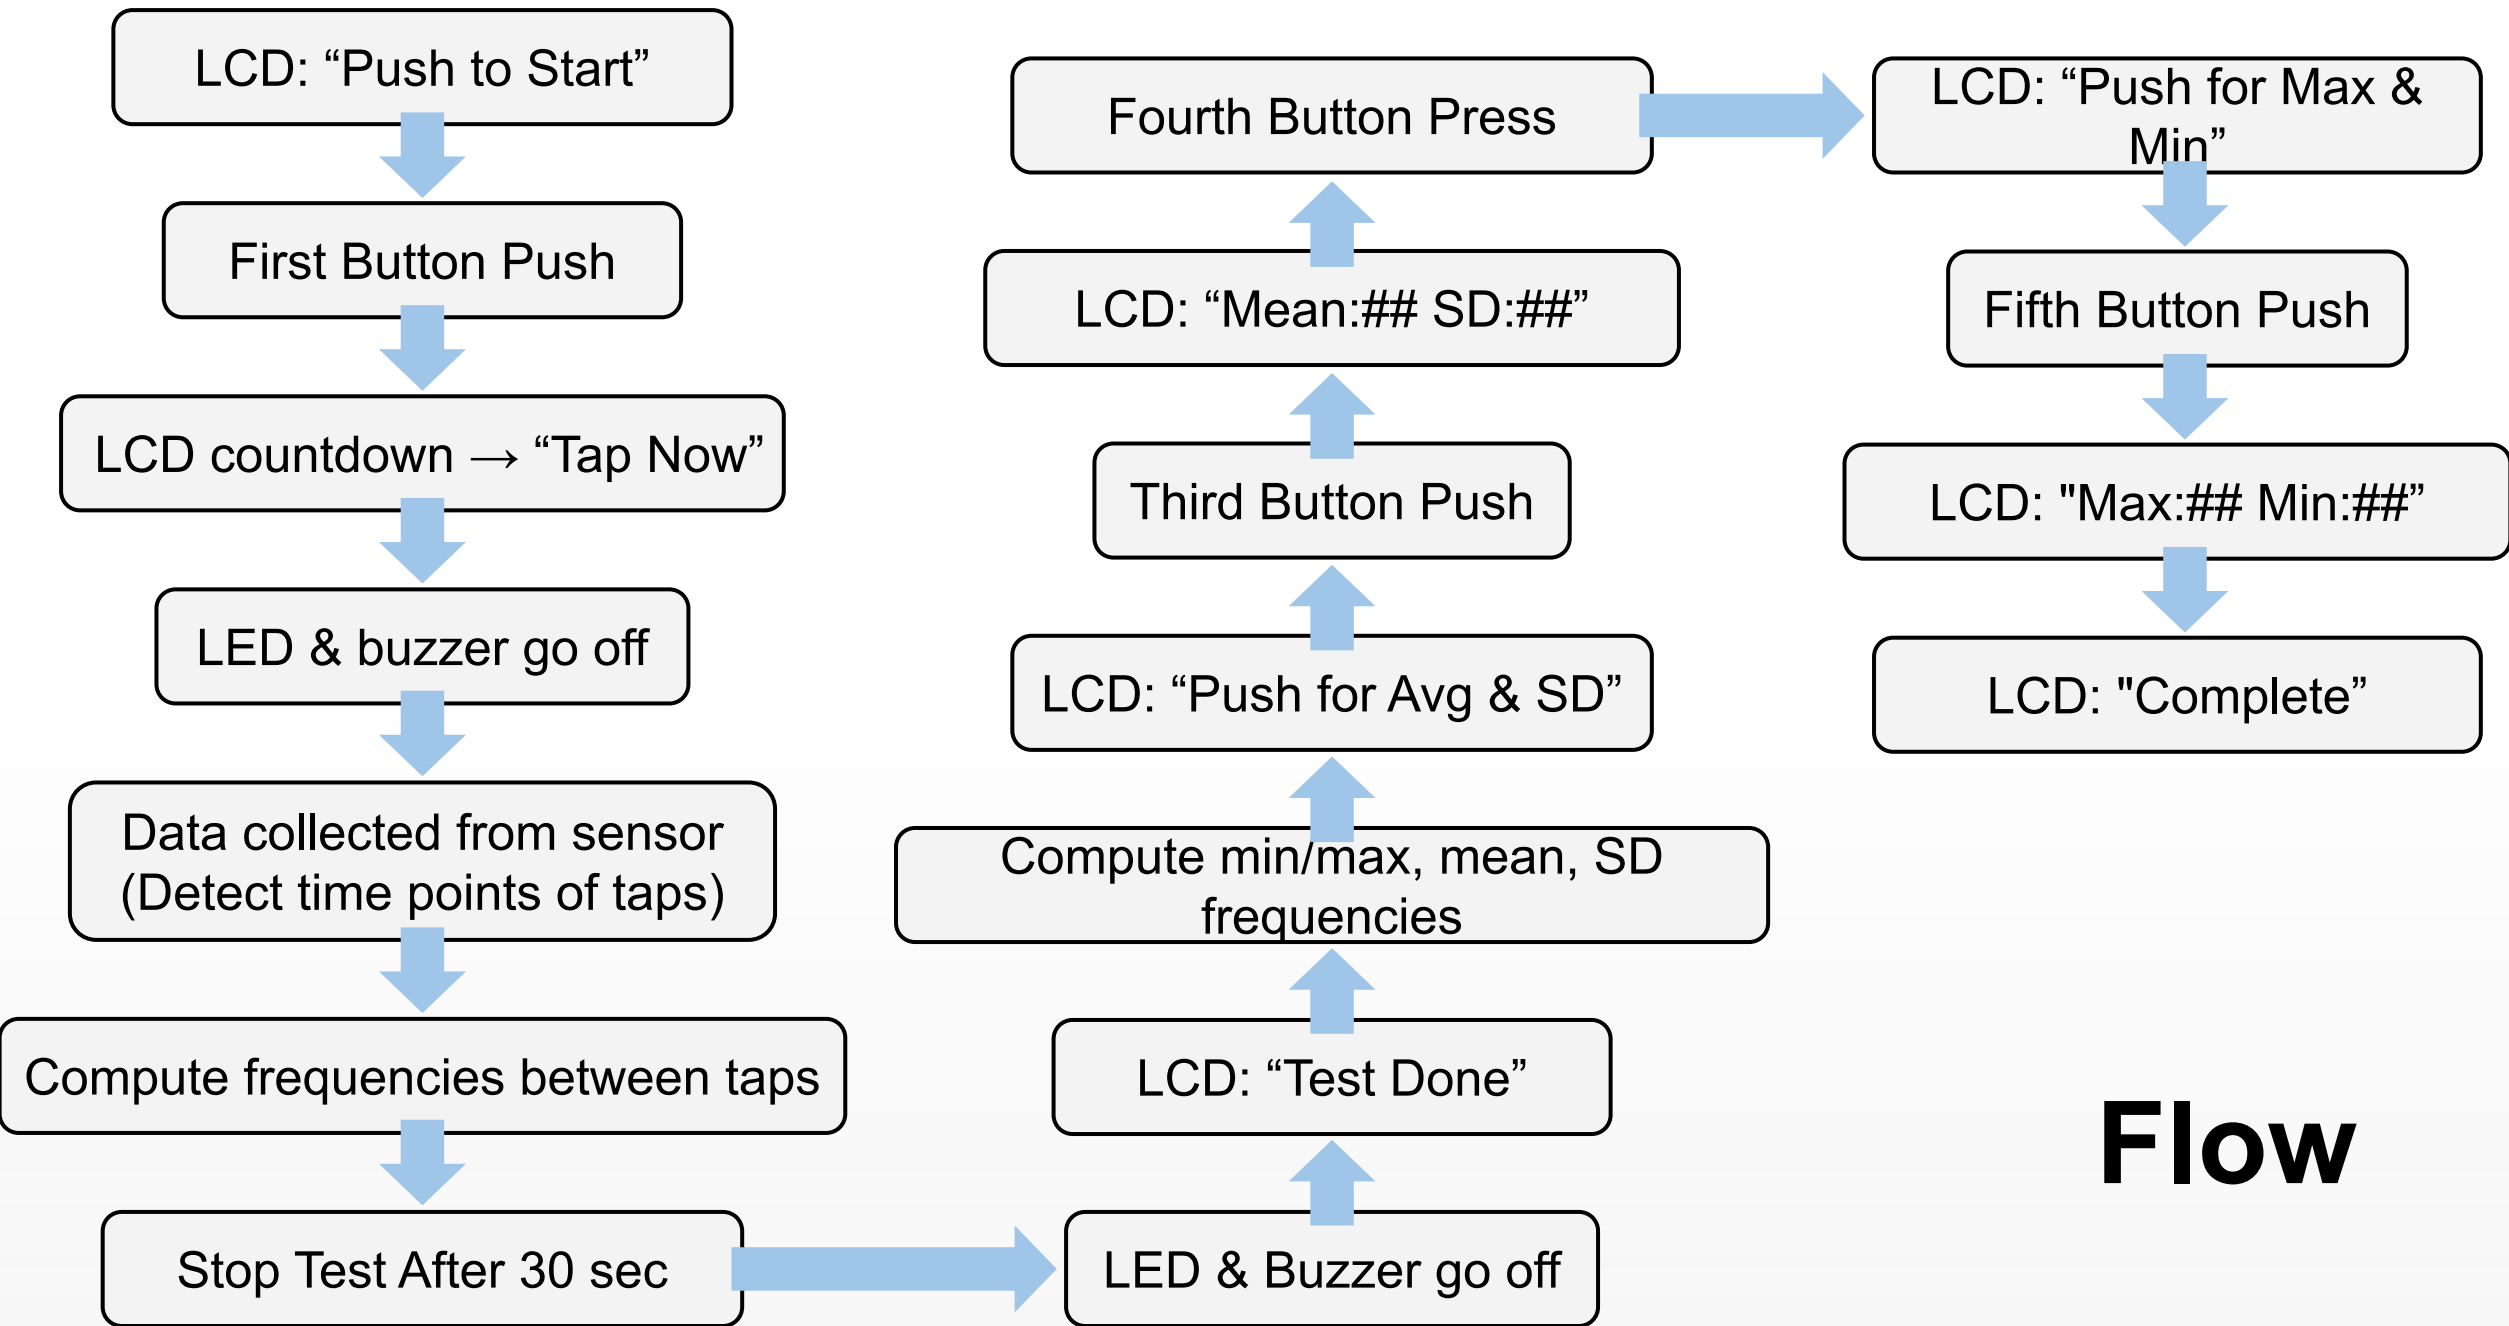 LCD: “Push to Start”
First Button Push
LCD countdown → “Tap Now”
LED & buzzer go off
Data collected from sensor
(Detect time points of taps)
Compute frequencies between taps
Stop Test After 30 sec
LED & Buzzer go off
LCD: “Test Done”
Compute min/max, mean, SD
frequencies
LCD: “Push for Avg & SD”
Third Button Push
LCD: “Mean:## SD:##”
Fourth Button Press
LCD: “Push for Max &
Min”
Fifth Button Push
LCD: "Max:## Min:##”
LCD: "Complete”
Flow